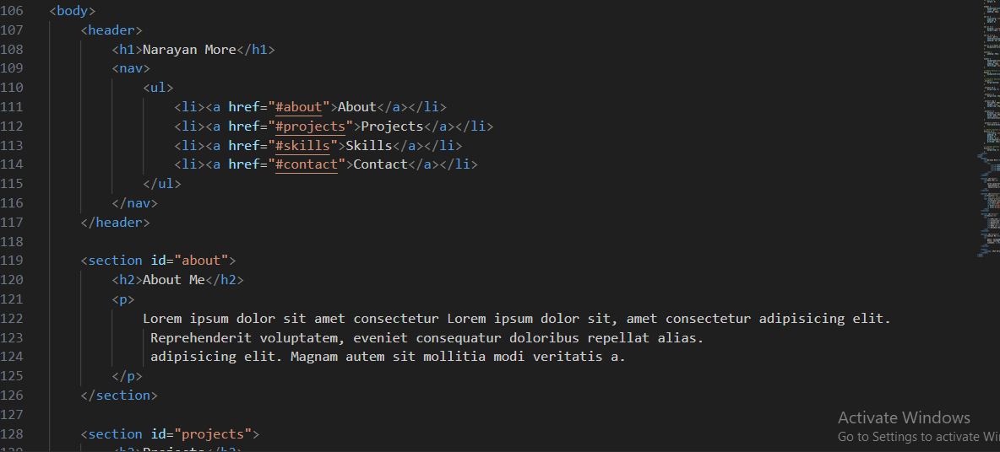 106 <body>
107 <header>
108 <h1>Narayan More</h1>
109 <nav>
110 <ul>
111 <li><a href="#about">About</a></li>
112 <li><a href="#projects">Projects</a></li>
113 <li><a href="#skills">Skills</a></li>
114 <li><a href="#contact">Contact</a></li>
115 </ul>
116 </nav>
117 </header>
118
119 <section id="about">
120 <h2>About Me</h2>
121 <p>
122 Lorem ipsum dolor sit amet consectetur Lorem ipsum dolor sit, amet consectetur adipisicing elit.
123 Reprehenderit voluptatem, eveniet consequatur doloribus repellat alias.
124 adipisicing elit. Magnam autem sit mollitia modi veritatis a.
125 </p>
126 </section>
127
128 <section id="projects">
129 <h2>Projects</h2>
Activate Windows
Go to Settings to activate Wi